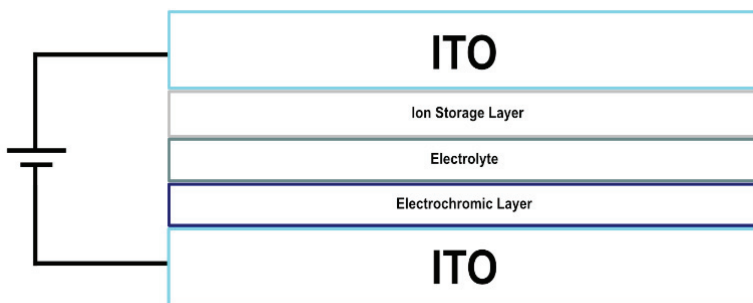 ITO
Ion Storage Layer
Electrolyte
Electrochromic Layer
ITO